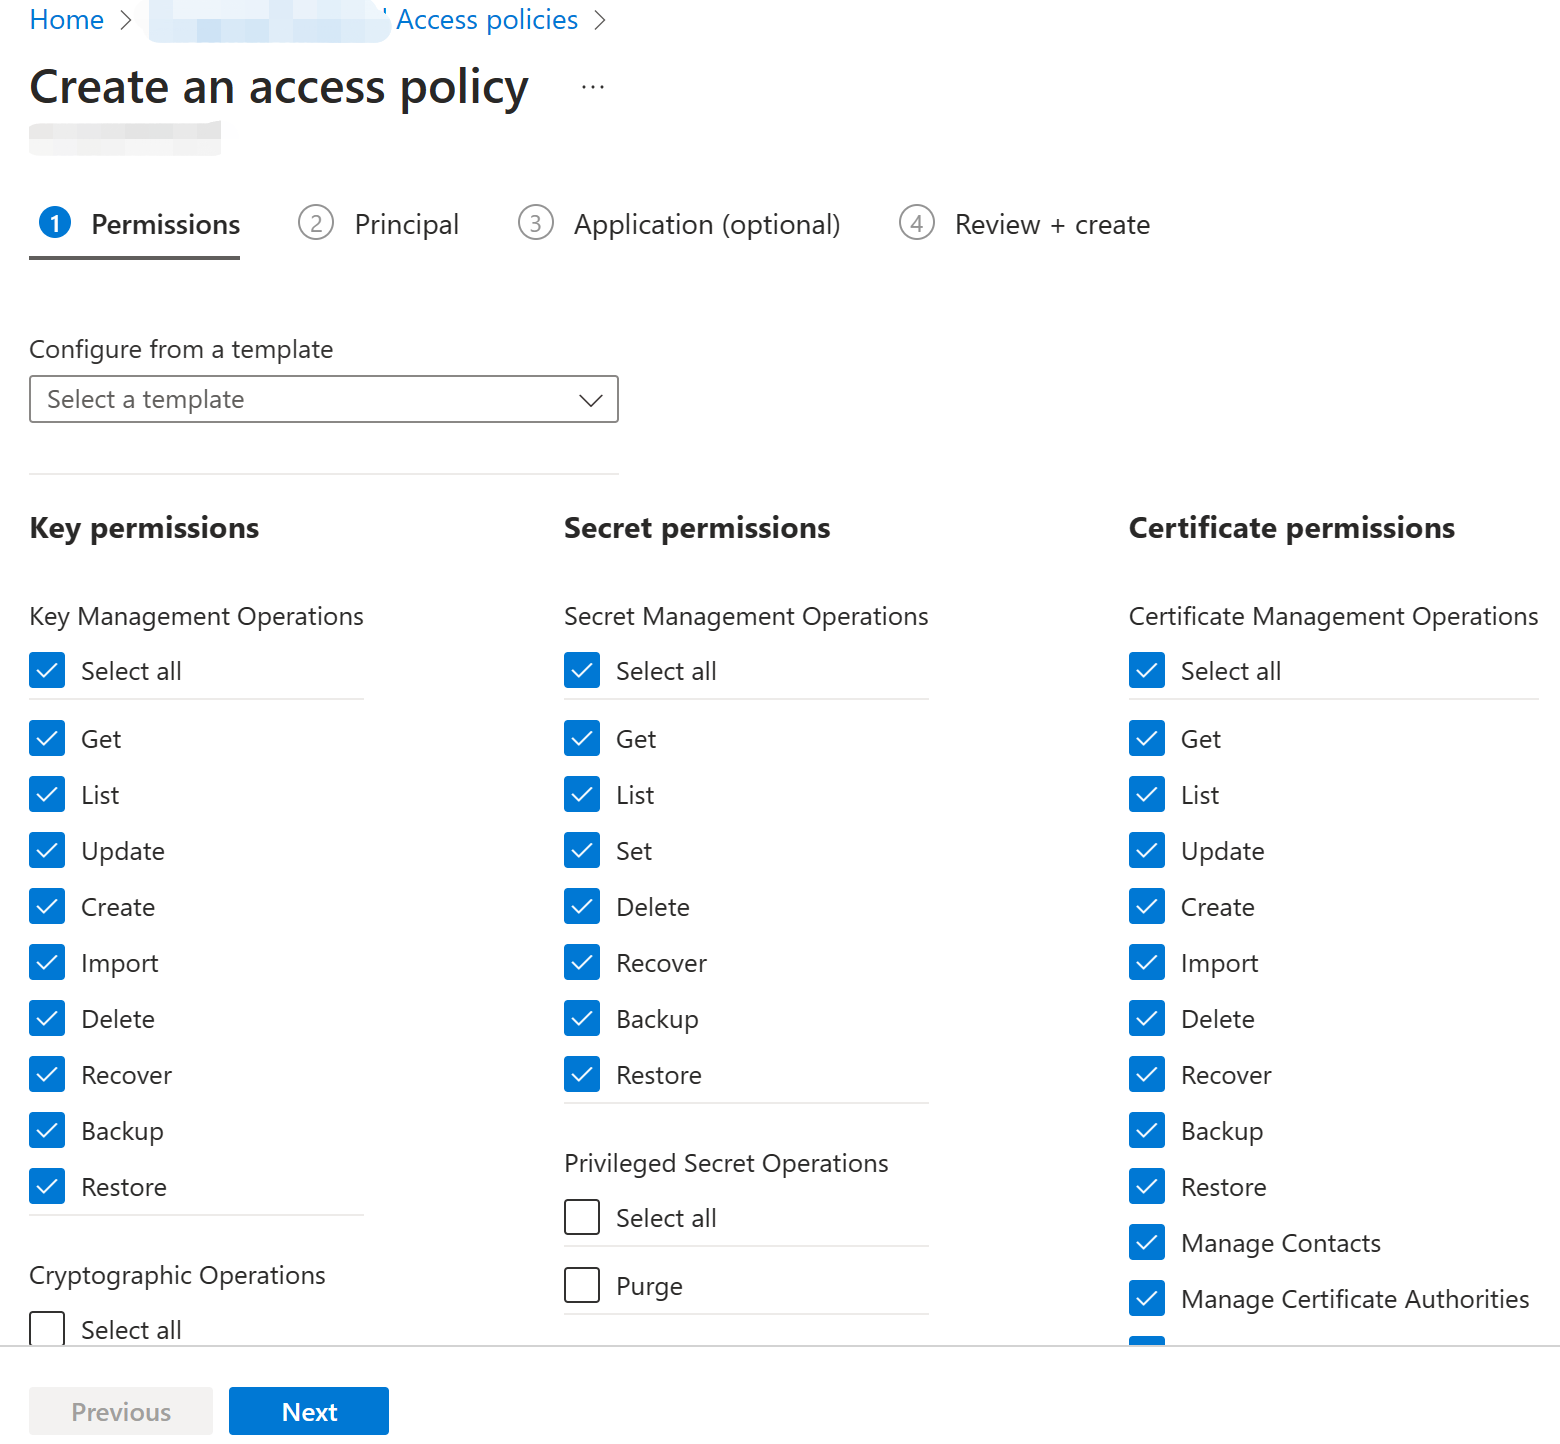 Home > Access policies >
Create an access policy ...
1 Permissions 2 Principal 3 Application (optional) 4 Review + create
Configure from a template
Select a template
Key permissions
Key Management Operations
Select all
Get
List
Update
Create
Import
Delete
Recover
Backup
Restore
Cryptographic Operations
Select all
Secret permissions
Secret Management Operations
Select all
Get
List
Set
Delete
Recover
Backup
Restore
Privileged Secret Operations
Select all
Purge
Certificate permissions
Certificate Management Operations
Select all
Get
List
Update
Create
Import
Delete
Recover
Backup
Restore
Manage Contacts
Manage Certificate Authorities
Previous Next